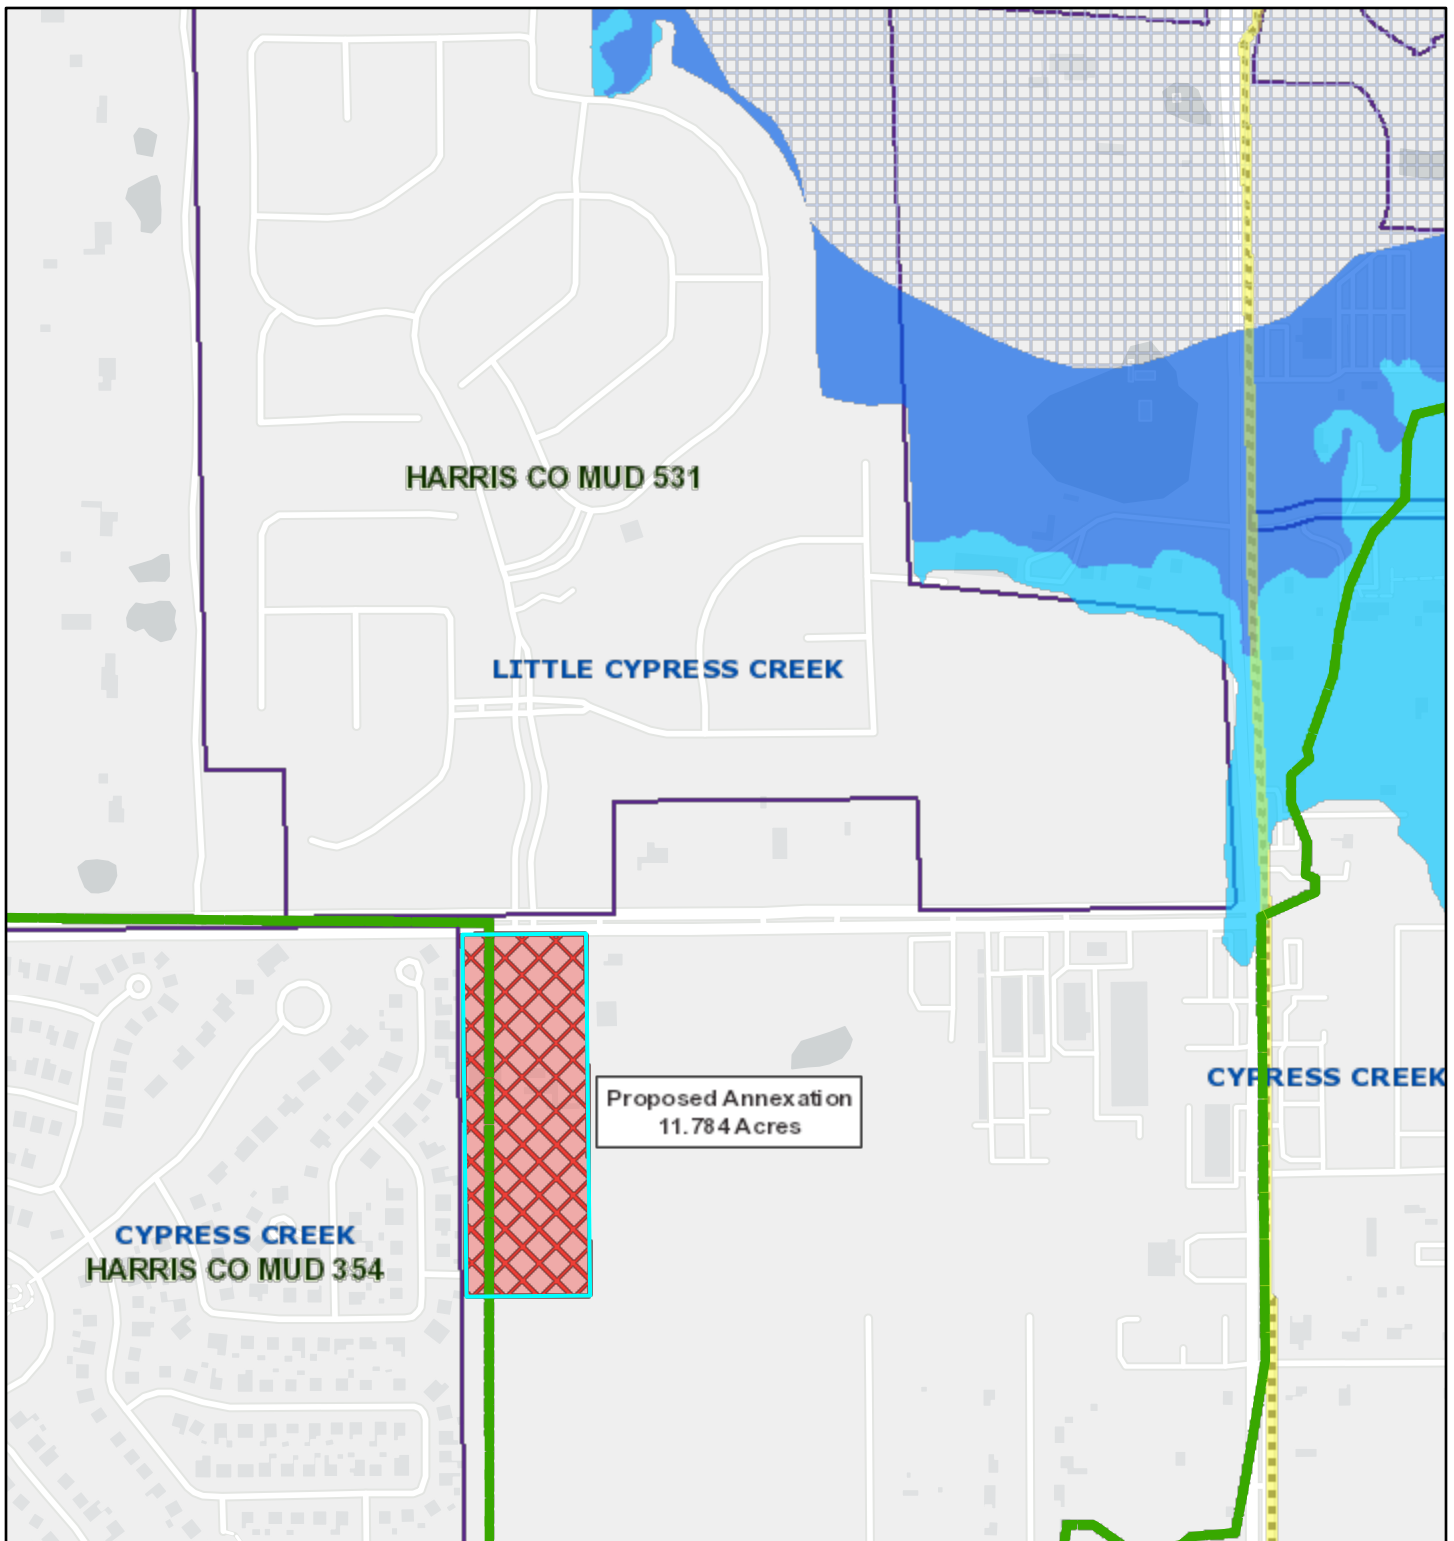 HARRIS CO MUD 531
LITTLE CYPRESS CREEK
CYPRESS CREEK
Proposed Annexation
11.784 Acres
CYPRESS CREEK
HARRIS CO MUD 354